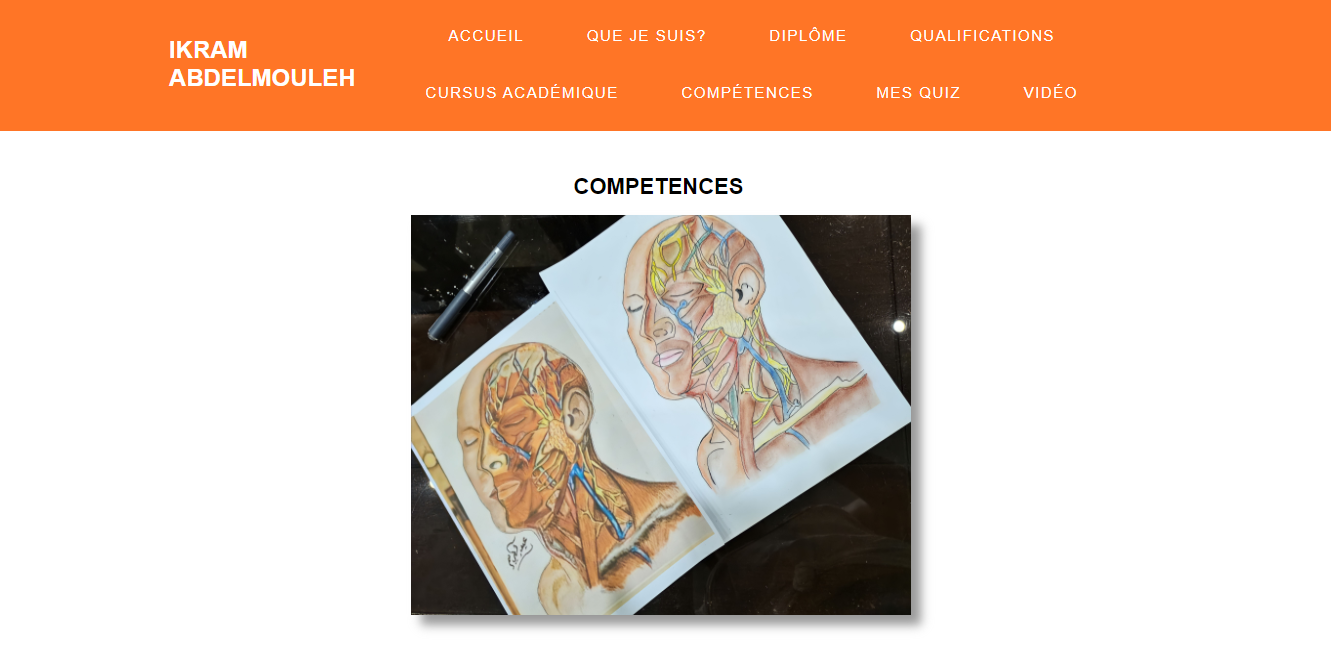 IKRAM
ABDELMOULEH
ACCUEIL
QUE JE SUIS?
DIPLÔME
QUALIFICATIONS
CURSUS ACADÉMIQUE
COMPÉTENCES
MES QUIZ
VIDÉO
COMPETENCES